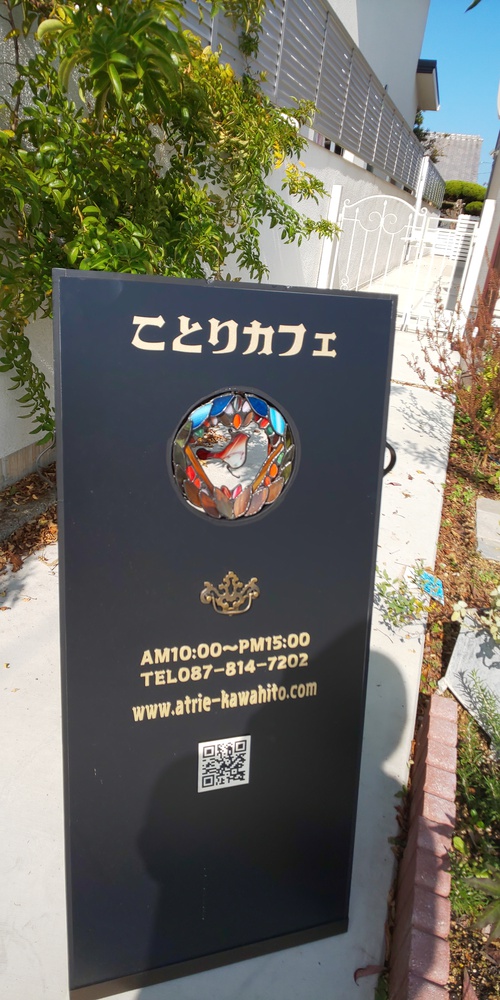 ことりカフェ
AM10:00〜PM15:00
TEL087-814-7202
www.atrie-kawahito.com